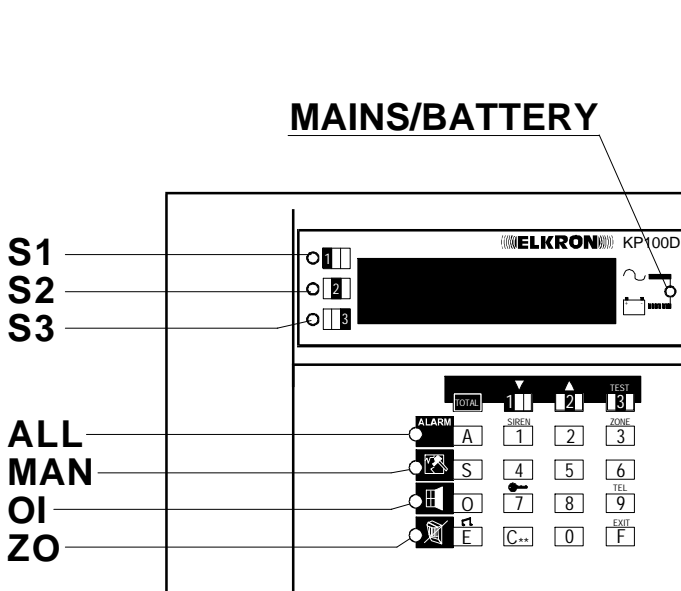 MAINS/BATTERY
ELKRON KP100D
S1
1
S2
2
S3
3
TEST
TOTAL 1 2 3
ALARM SIREN ZONE
ALL
A 1 2 3
MAN
S 4 5 6
TEL
OI
O 7 8 9
EXIT
ZO
E C** 0 F